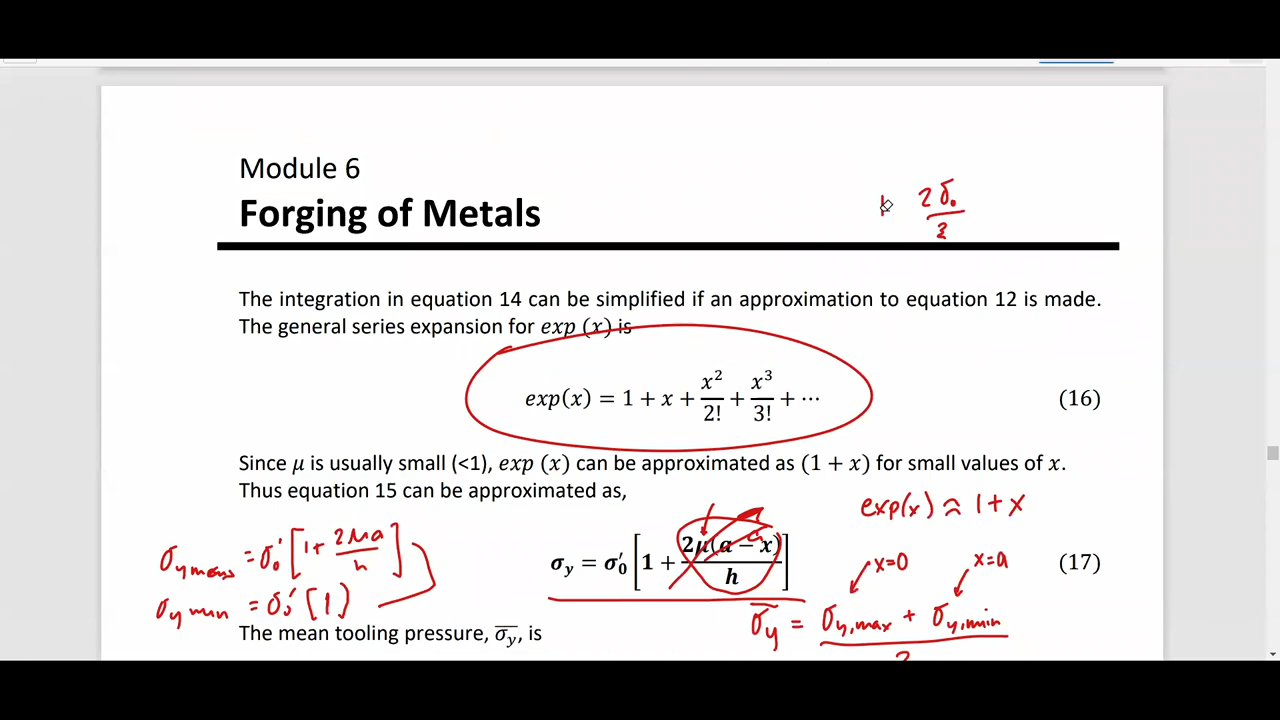 Module 6
Forging of Metals
2σ₀
2
The integration in equation 14 can be simplified if an approximation to equation 12 is made.
The general series expansion for exp (x) is
exp(x) = 1 + x + x²/2! + x³/3! + ⋯ (16)
Since μ is usually small (<1), exp (x) can be approximated as (1 + x) for small values of x.
Thus equation 15 can be approximated as,
exp(x) ≈ 1 + x
σy max = σ₀′ [1 + 2μa/h]
σy = σ₀′ [1 + 2μ(a − x)/h] (17)
x=0
x=a
σy min = σ₀′ [1]
σ̅y = σy,max + σy,min
The mean tooling pressure, σ̅y, is